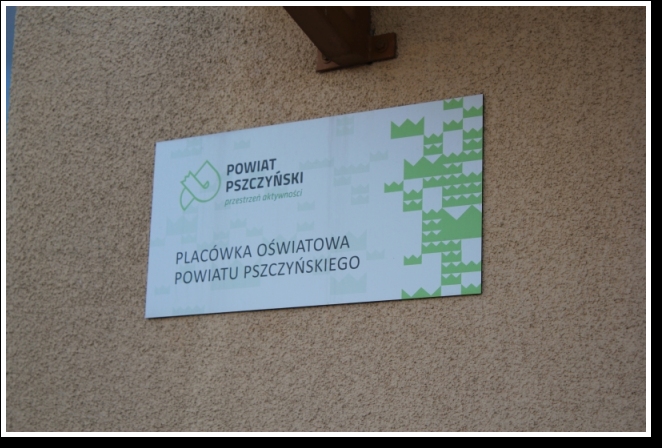 POWIAT
PSZCZYŃSKI
przestrzeń aktywności
PLACÓWKA OŚWIATOWA
POWIATU PSZCZYŃSKIEGO